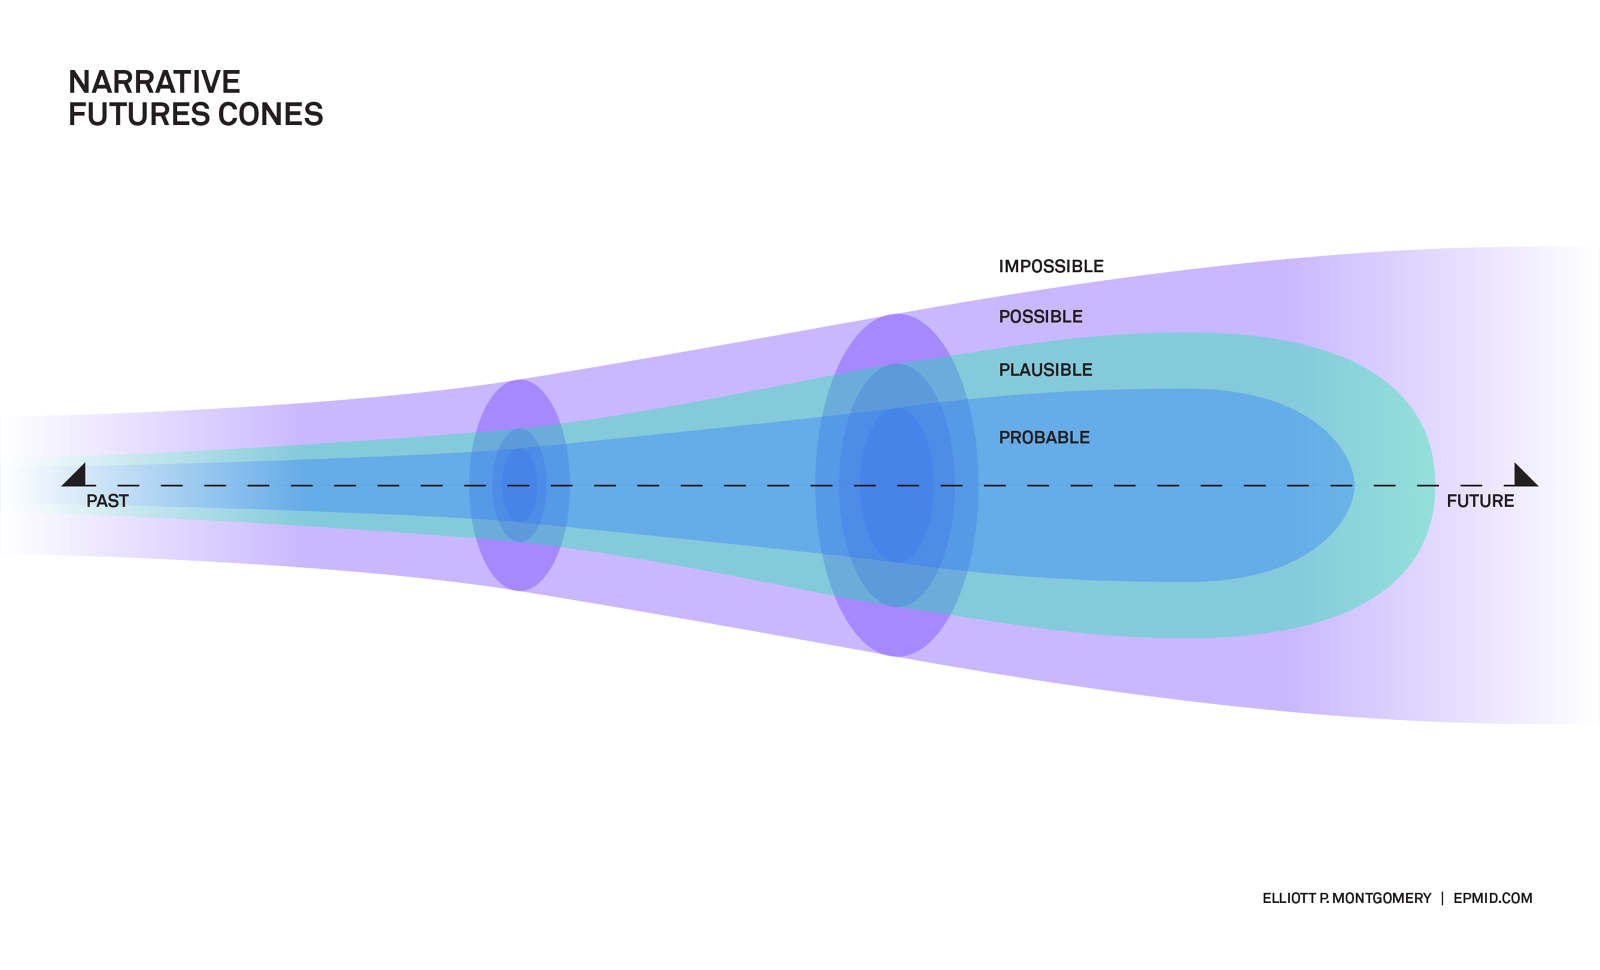 NARRATIVE
FUTURES CONES
IMPOSSIBLE
POSSIBLE
PLAUSIBLE
PROBABLE
PAST
FUTURE
ELLIOTT P. MONTGOMERY | EPMID.COM